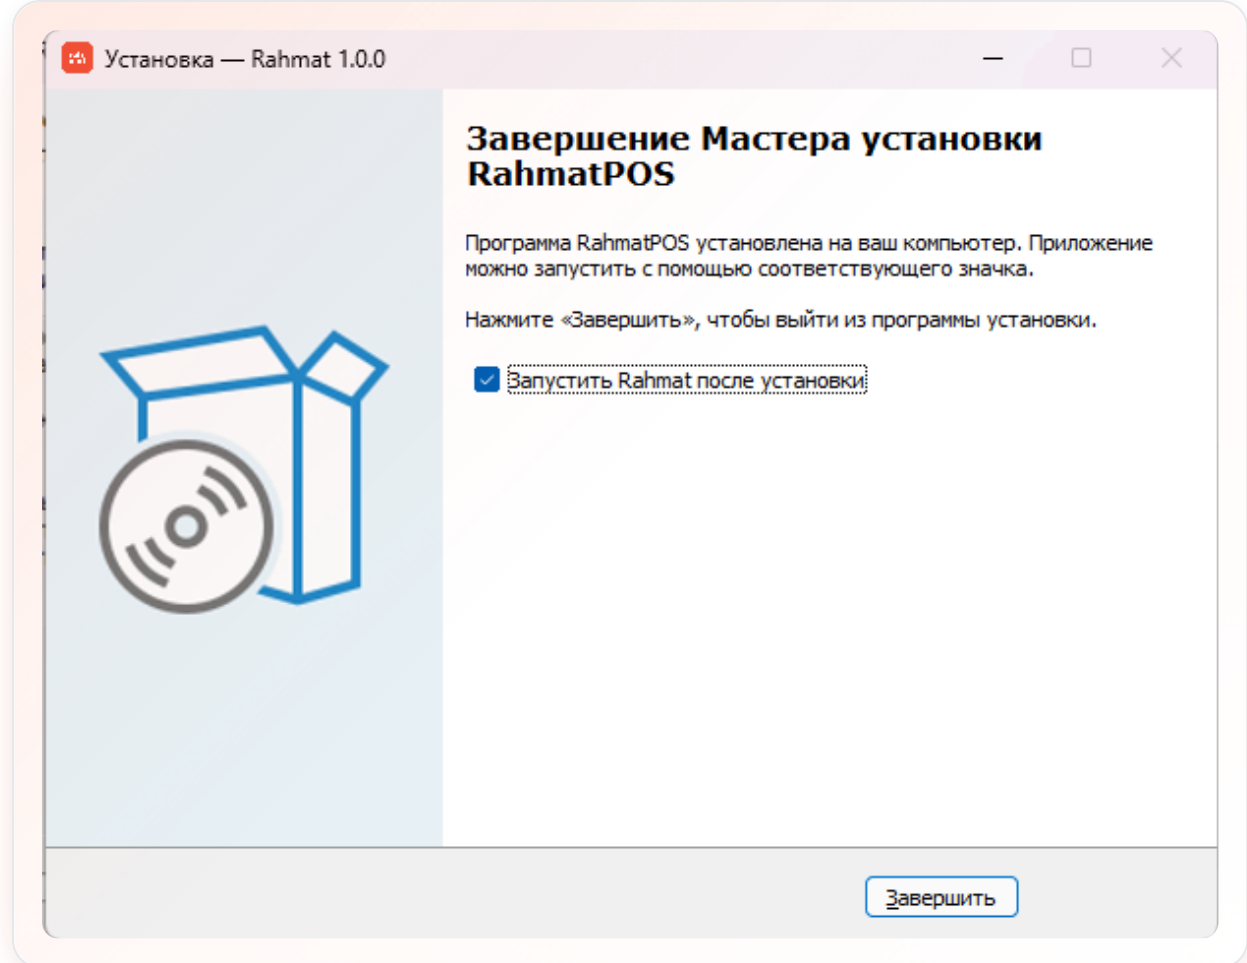 Установка — Rahmat 1.0.0
Завершение Мастера установки
RahmatPOS
Программа RahmatPOS установлена на ваш компьютер. Приложение
можно запустить с помощью соответствующего значка.
Нажмите «Завершить», чтобы выйти из программы установки.
Запустить Rahmat после установки
Завершить